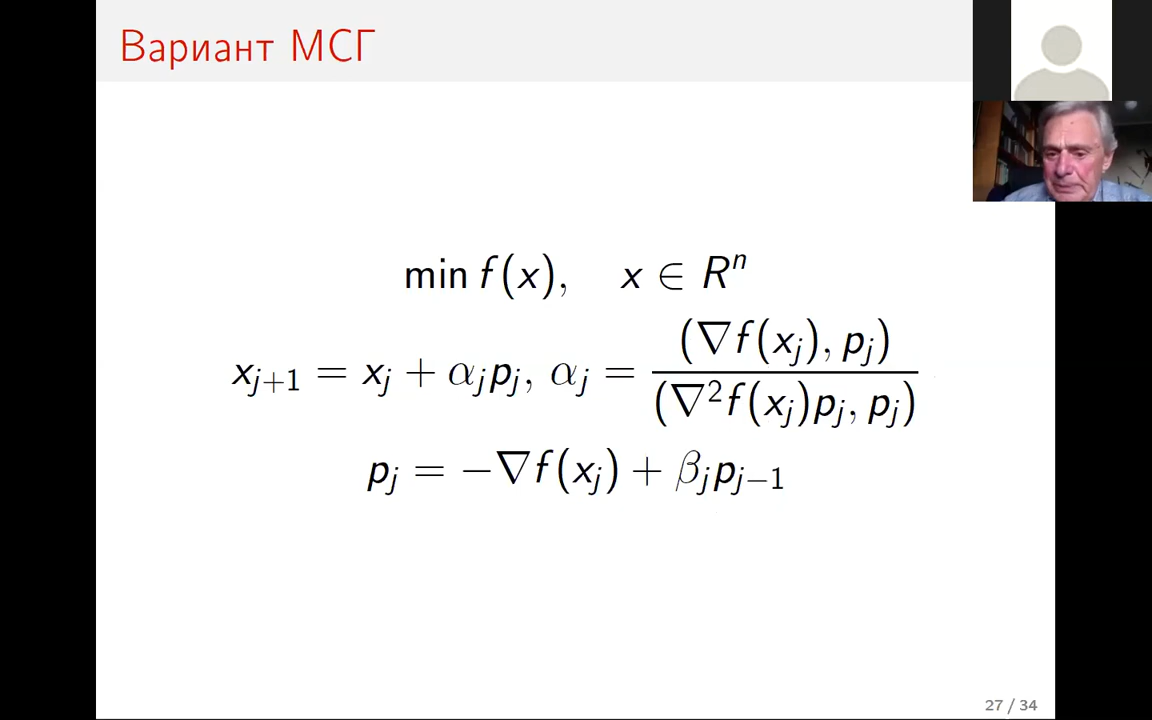 Вариант МСГ
min f(x), x ∈ Rⁿ
x_{j+1} = x_j + α_j p_j, α_j = (∇f(x_j), p_j) / (∇²f(x_j)p_j, p_j)
p_j = −∇f(x_j) + β_j p_{j−1}
27 / 34